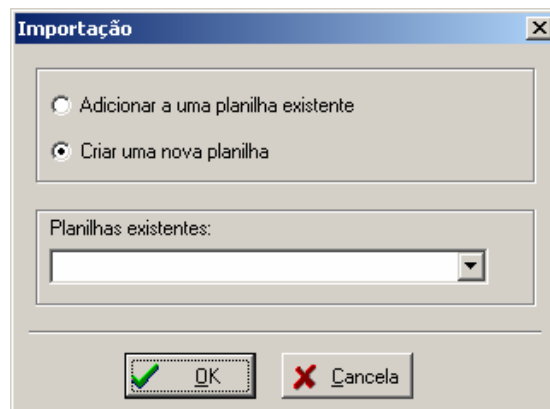 Importação
Adicionar a uma planilha existente
Criar uma nova planilha
Planilhas existentes:
OK
Cancela